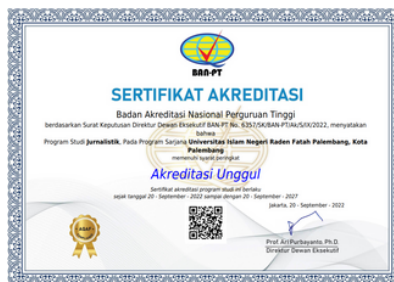 BAN-PT
SERTIFIKAT AKREDITASI
Badan Akreditasi Nasional Perguruan Tinggi
berdasarkan Surat Keputusan Direktur Dewan Eksekutif BAN-PT No. 6357/SK/BAN-PT/Ak/S/IX/2022, menyatakan
bahwa
Program Studi Jurnalistik, Pada Program Sarjana Universitas Islam Negeri Raden Fatah Palembang, Kota
Palembang
memenuhi syarat peringkat
Akreditasi Unggul
Sertifikat akreditasi program studi ini berlaku
sejak tanggal 20 - September - 2022 sampai dengan 20 - September - 2027
Jakarta, 20 - September - 2022
Prof. Ari Purbayanto, Ph.D.
Direktur Dewan Eksekutif